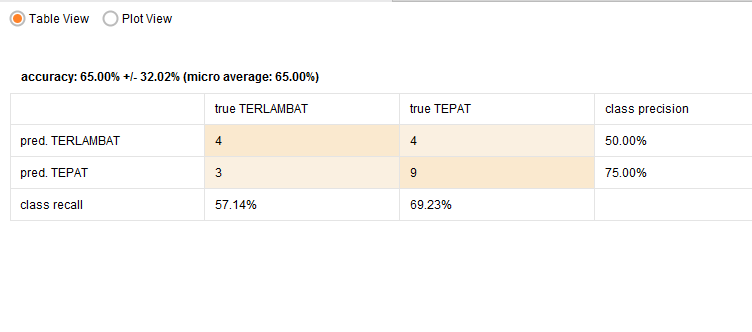 Table View Plot View
accuracy: 65.00% +/- 32.02% (micro average: 65.00%)
true TERLAMBAT true TEPAT class precision
pred. TERLAMBAT 4 4 50.00%
pred. TEPAT 3 9 75.00%
class recall 57.14% 69.23%